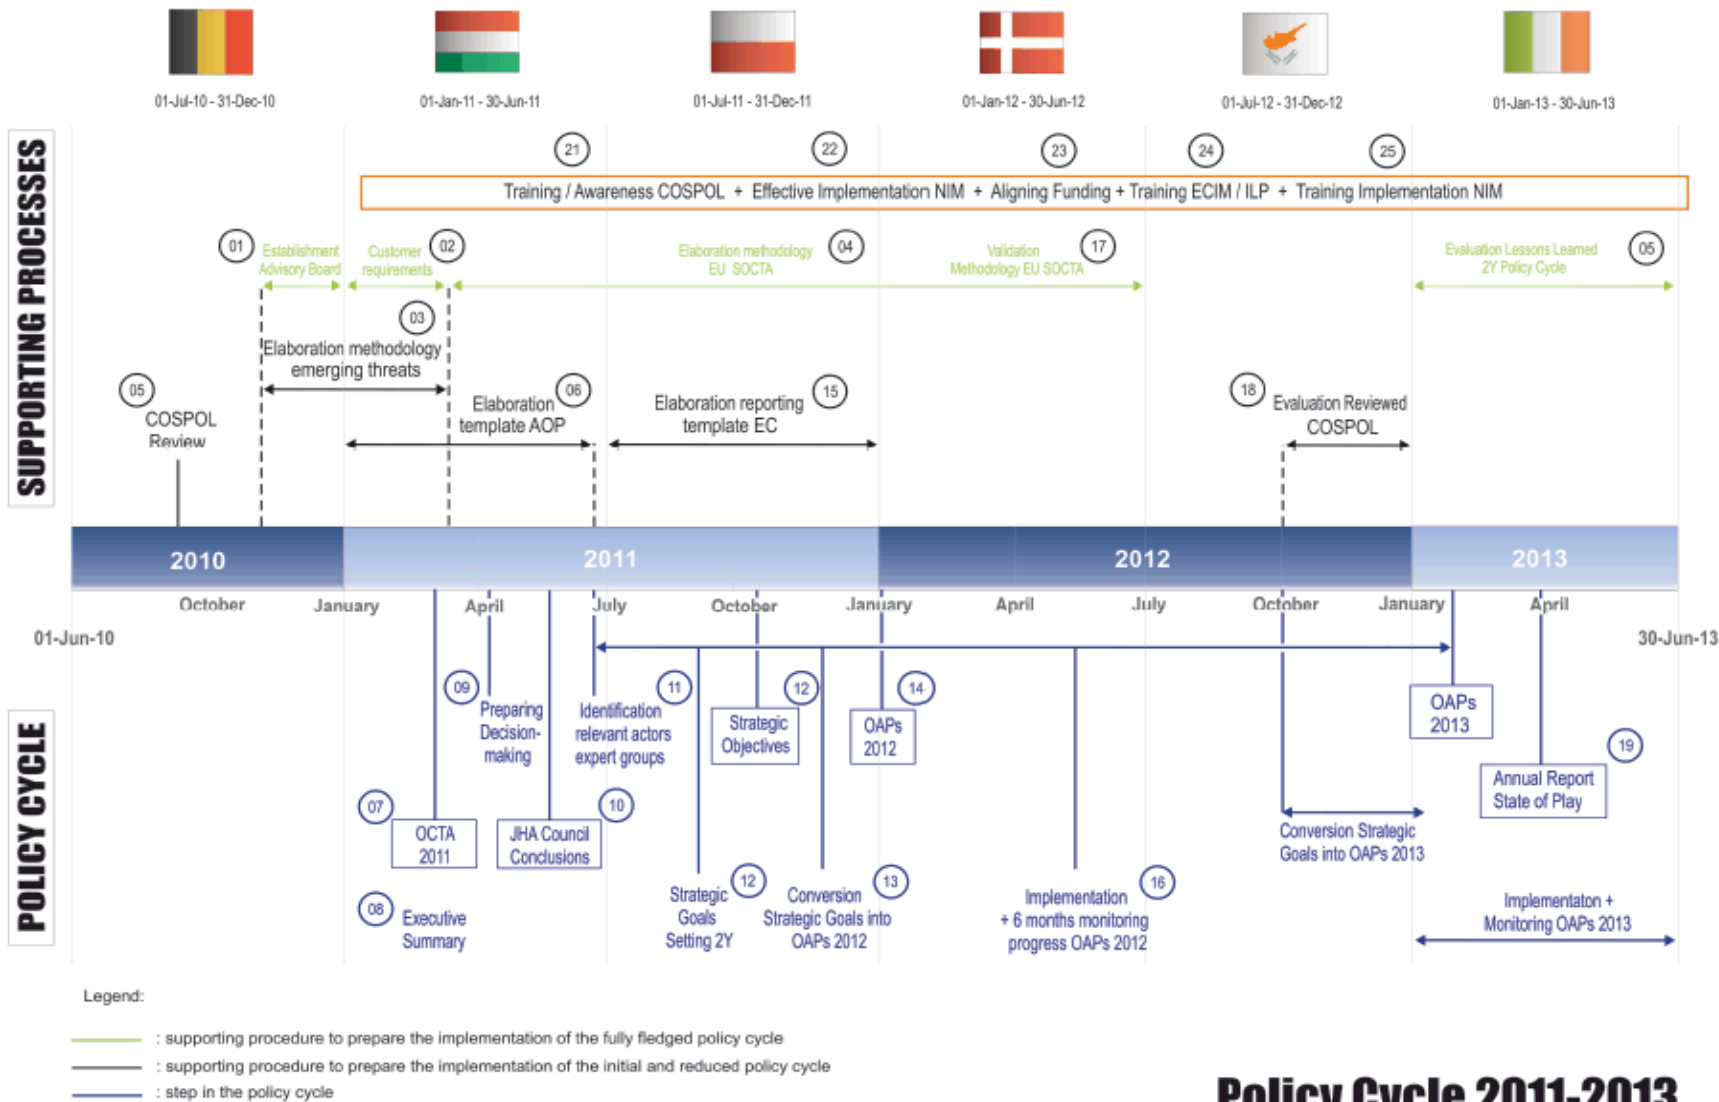 01-Jul-10 - 31-Dec-10
01-Jan-11 - 30-Jun-11
01-Jul-11 - 31-Dec-11
01-Jan-12 - 30-Jun-12
01-Jul-12 - 31-Dec-12
01-Jan-13 - 30-Jun-13
SUPPORTING PROCESSES
21
22
23
24
25
Training / Awareness COSPOL + Effective Implementation NIM + Aligning Funding + Training ECIM / ILP + Training Implementation NIM
01
Establishment
Advisory Board
Customer
requirements
02
Elaboration methodology
EU SOCTA
04
Validation
Methodology EU SOCTA
17
Evaluation Lessons Learned
2Y Policy Cycle
05
03
Elaboration methodology
emerging threats
05
COSPOL
Review
Elaboration
template AOP
06
Elaboration reporting
template EC
15
18
Evaluation Reviewed
COSPOL
2010
2011
2012
2013
October
January
April
July
October
January
April
July
October
January
April
01-Jun-10
30-Jun-13
POLICY CYCLE
09
Preparing
Decision-
making
Identification
relevant actors
expert groups
11
Strategic
Objectives
12
OAPs
2012
14
OAPs
2013
07
OCTA
2011
JHA Council
Conclusions
10
Annual Report
State of Play
19
Conversion Strategic
Goals into OAPs 2013
08
Executive
Summary
Strategic
Goals
Setting 2Y
12
Conversion
Strategic Goals into
OAPs 2012
13
Implementation
+ 6 months monitoring
progress OAPs 2012
16
Implementaton +
Monitoring OAPs 2013
Legend:
: supporting procedure to prepare the implementation of the fully fledged policy cycle
: supporting procedure to prepare the implementation of the initial and reduced policy cycle
: step in the policy cycle
Policy Cycle 2011-2013